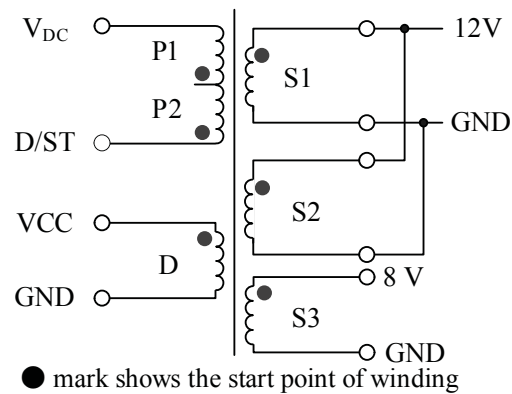 V_DC
P1
P2
D/ST
VCC
D
GND
S1
12V
GND
S2
S3
8 V
GND
mark shows the start point of winding